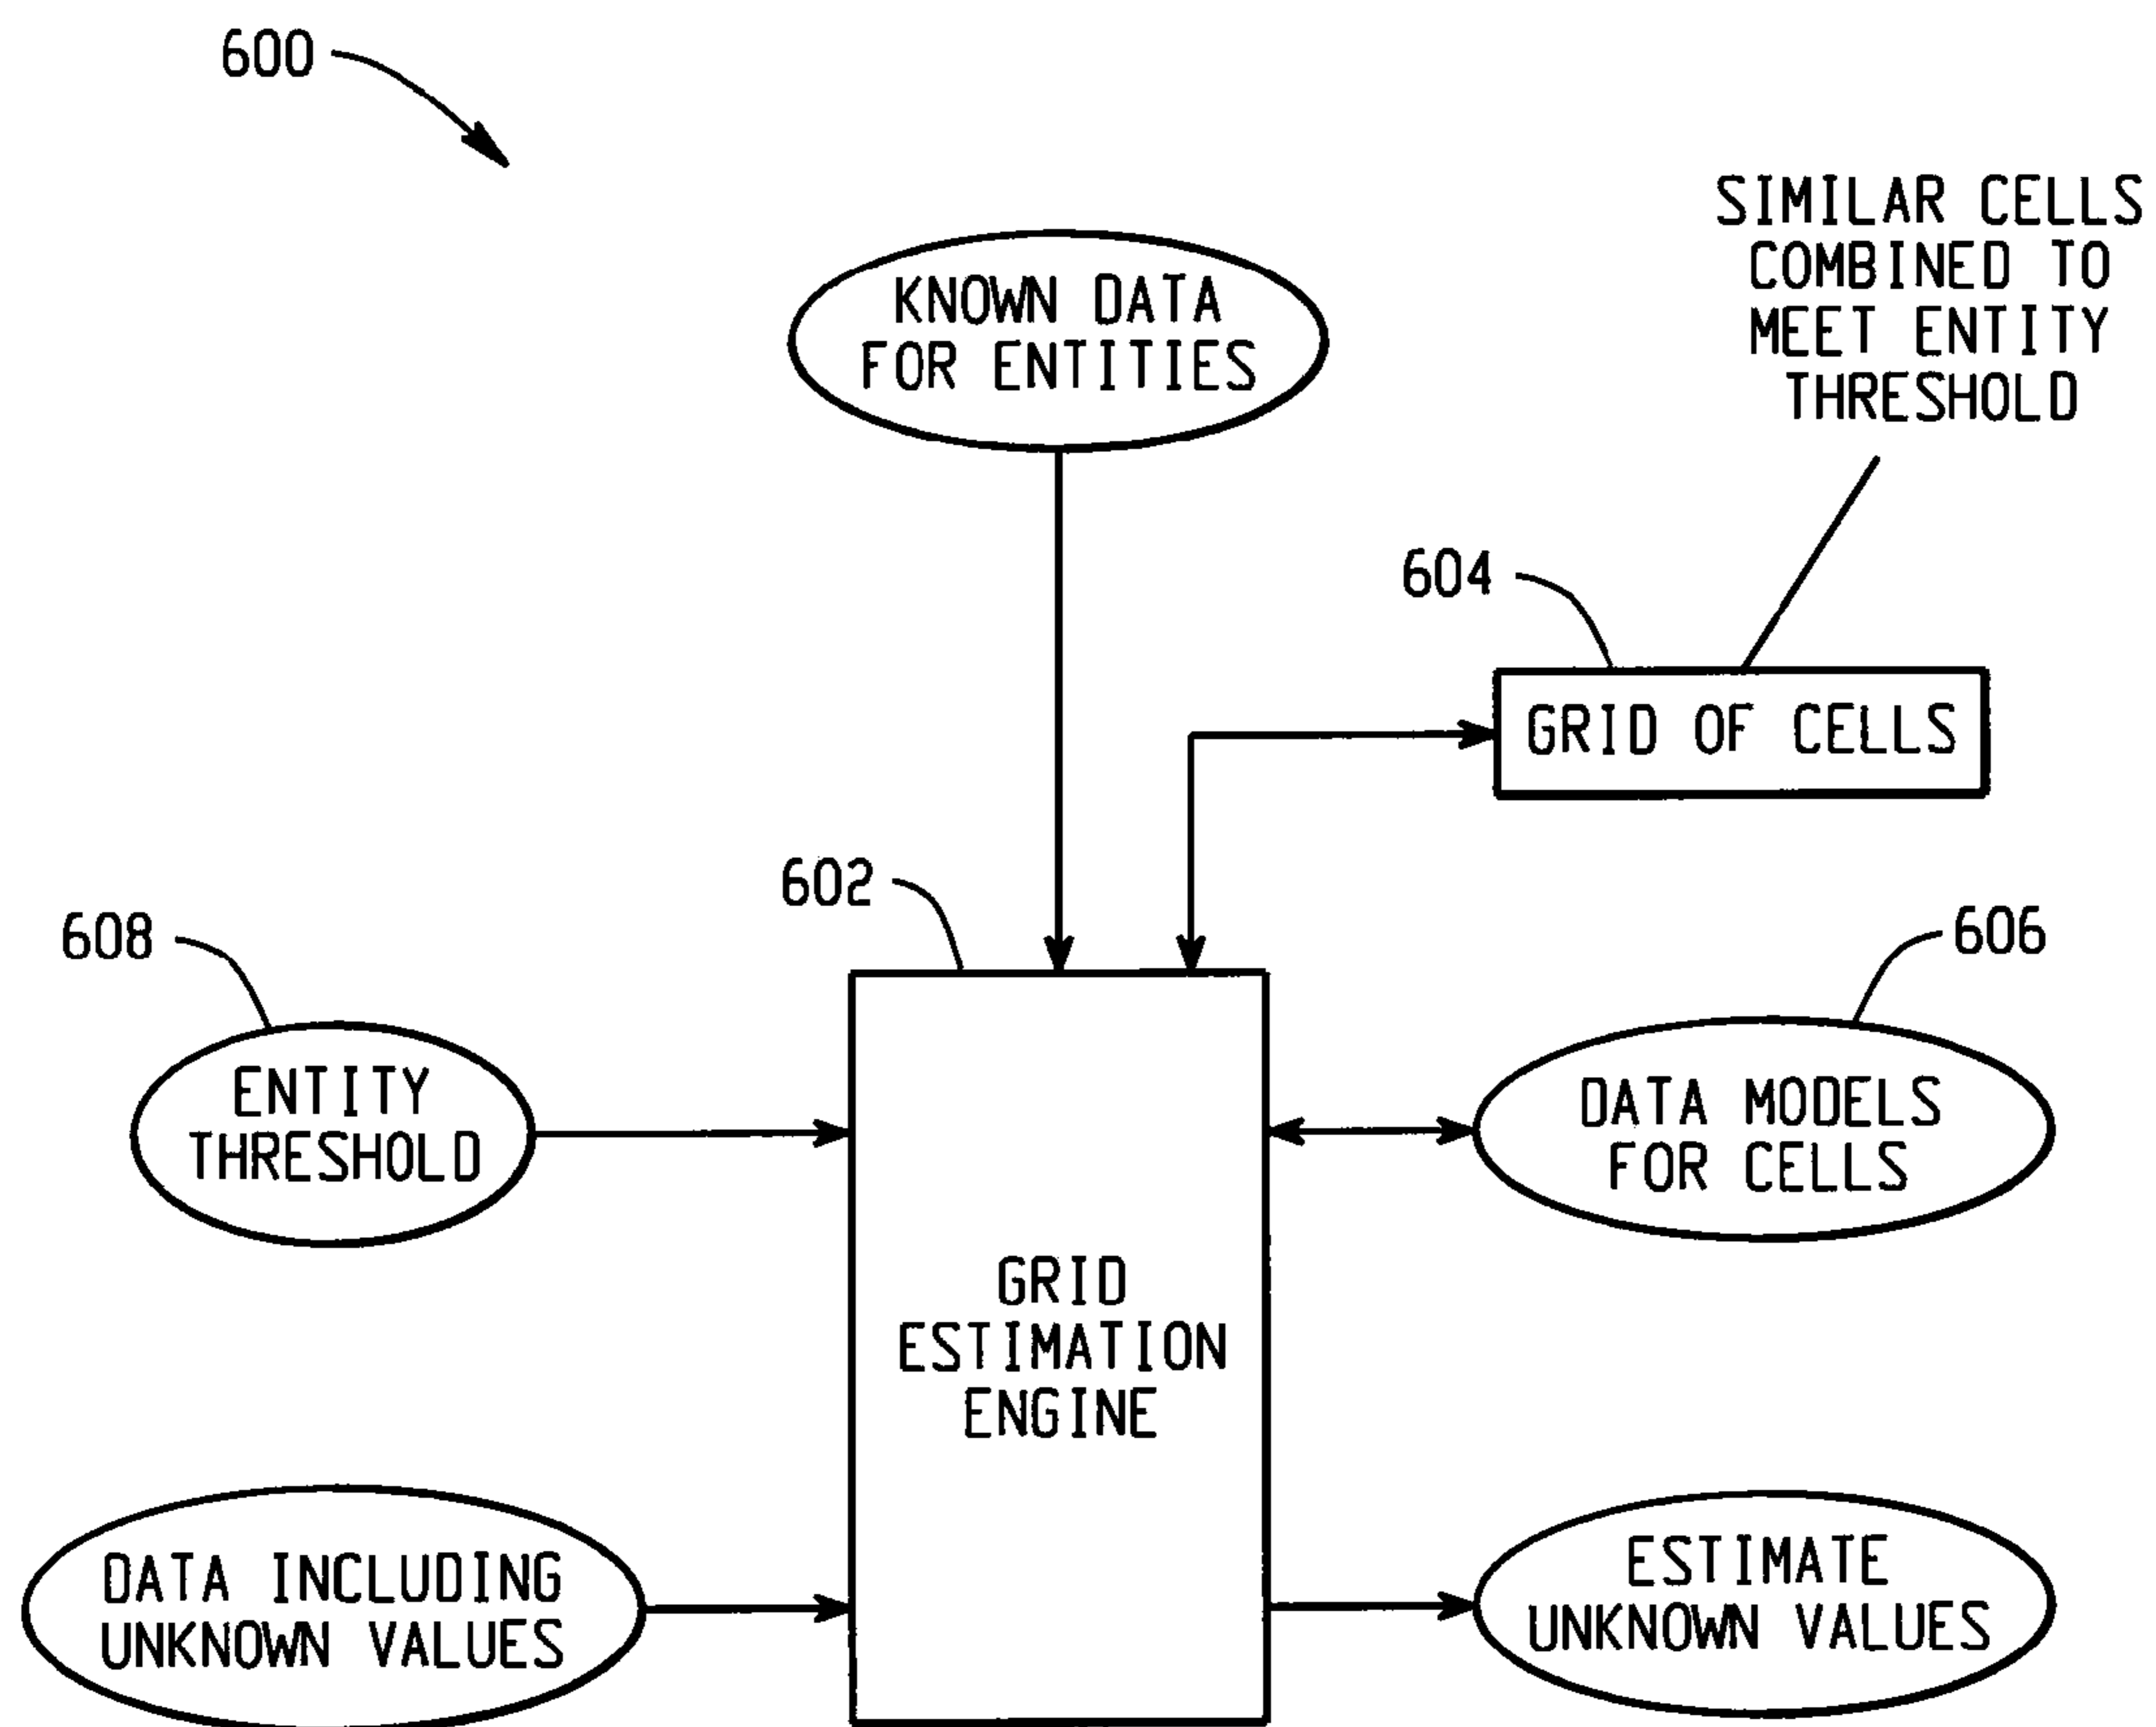 600
SIMILAR CELLS
COMBINED TO
MEET ENTITY
THRESHOLD
KNOWN DATA
FOR ENTITIES
604
GRID OF CELLS
602
608
606
ENTITY
THRESHOLD
DATA MODELS
FOR CELLS
GRID
ESTIMATION
ENGINE
DATA INCLUDING
UNKNOWN VALUES
ESTIMATE
UNKNOWN VALUES